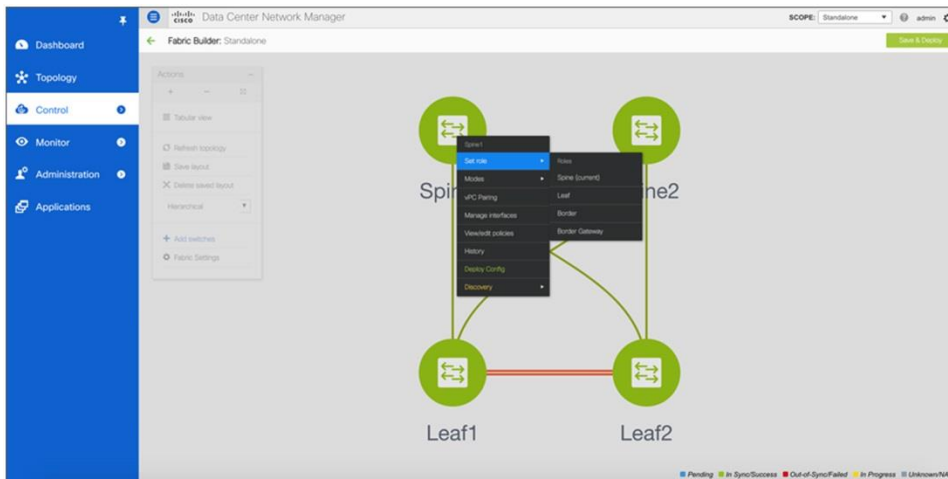 cisco Data Center Network Manager
SCOPE: Standalone admin
Fabric Builder: Standalone
Save & Deploy
Dashboard
Topology
Control
Monitor
Administration
Applications
Actions
Tabular view
Refresh topology
Save layout
Delete saved layout
Hierarchical
Add switches
Fabric Settings
Spine1
Set role
Modes
vPC Pairing
Manage interfaces
View/edit policies
History
Deploy Config
Discovery
Roles
Spine (current)
Leaf
Border
Border Gateway
Spin
ine2
Leaf1
Leaf2
Pending In Sync/Success Out-of-Sync/Failed In Progress Unknown/NA